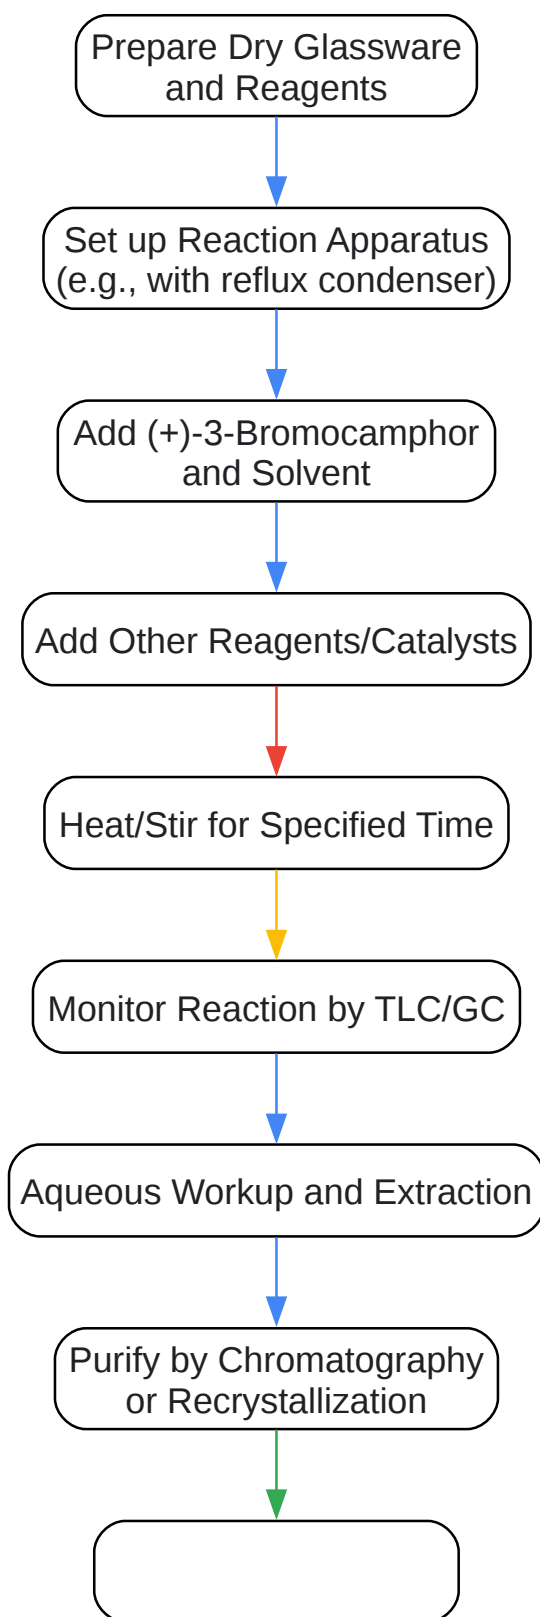 Prepare Dry Glassware
and Reagents
Set up Reaction Apparatus
(e.g., with reflux condenser)
Add (+)-3-Bromocamphor
and Solvent
Add Other Reagents/Catalysts
Heat/Stir for Specified Time
Monitor Reaction by TLC/GC
Aqueous Workup and Extraction
Purify by Chromatography
or Recrystallization